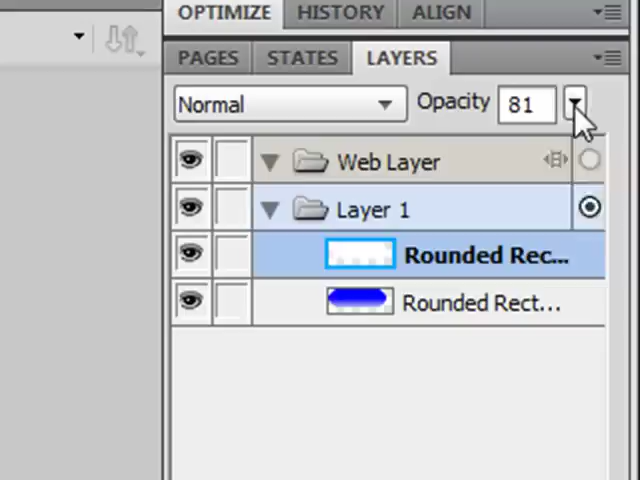 OPTIMIZE HISTORY ALIGN
PAGES STATES LAYERS
Normal Opacity 81
Web Layer
Layer 1
Rounded Rec...
Rounded Rect...